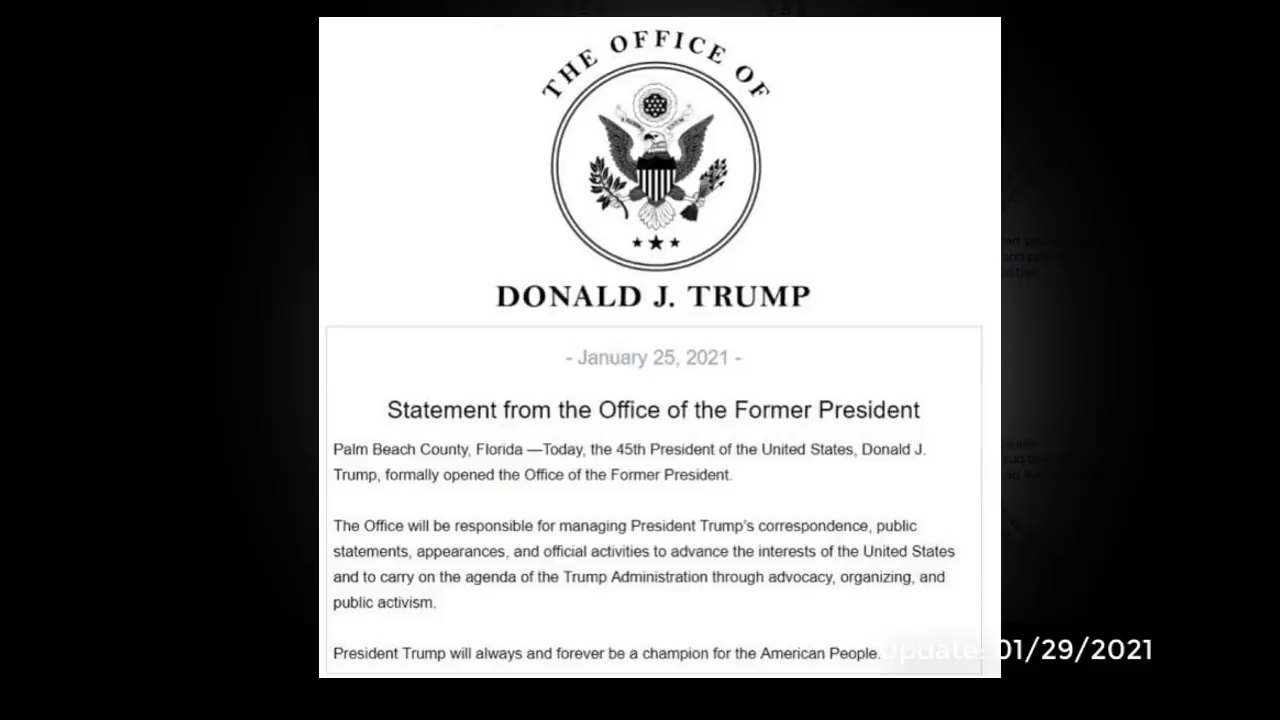 THE OFFICE OF
DONALD J. TRUMP
- January 25, 2021 -
Statement from the Office of the Former President
Palm Beach County, Florida —Today, the 45th President of the United States, Donald J.
Trump, formally opened the Office of the Former President.
The Office will be responsible for managing President Trump's correspondence, public
statements, appearances, and official activities to advance the interests of the United States
and to carry on the agenda of the Trump Administration through advocacy, organizing, and
public activism.
President Trump will always and forever be a champion for the American People.
Update: 01/29/2021